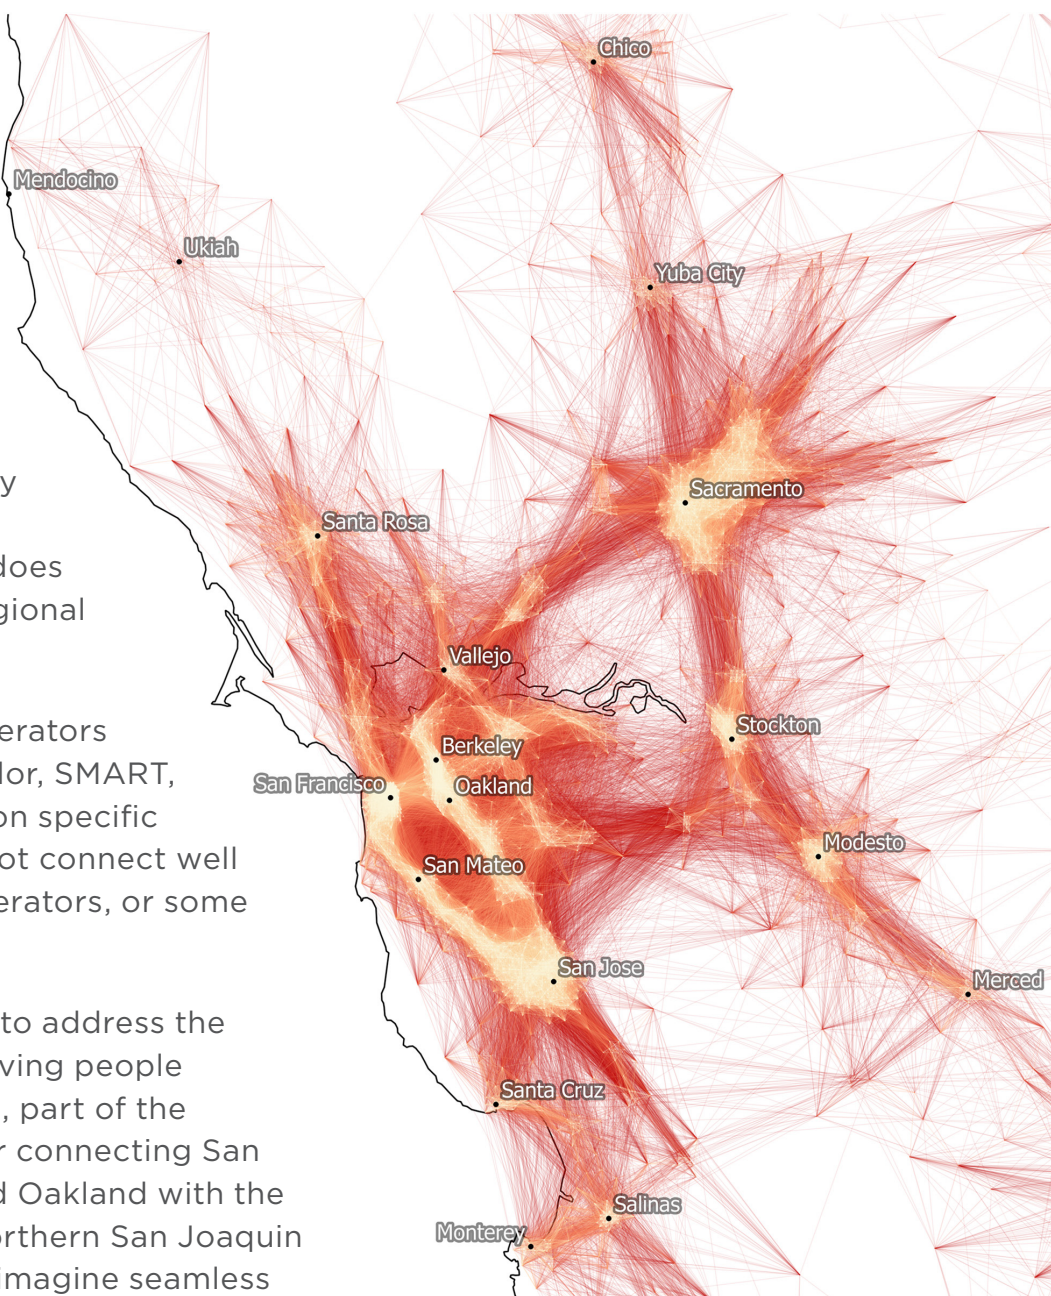 Chico
Mendocino
Ukiah
Yuba City
y
Sacramento
Santa Rosa
does
gional
Vallejo
erators
Stockton
Berkeley
dor, SMART,
San Francisco
Oakland
on specific
Modesto
ot connect well
San Mateo
erators, or some
San Jose
Merced
to address the
ving people
Santa Cruz
, part of the
r connecting San
d Oakland with the
Salinas
Monterey
orthern San Joaquin
imagine seamless